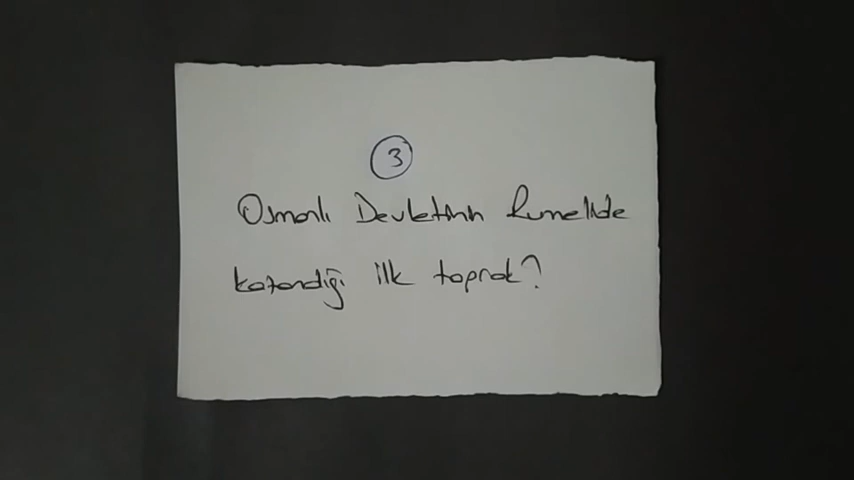 3
Osmanlı Devletinin Rumelide
kazandığı ilk toprak?